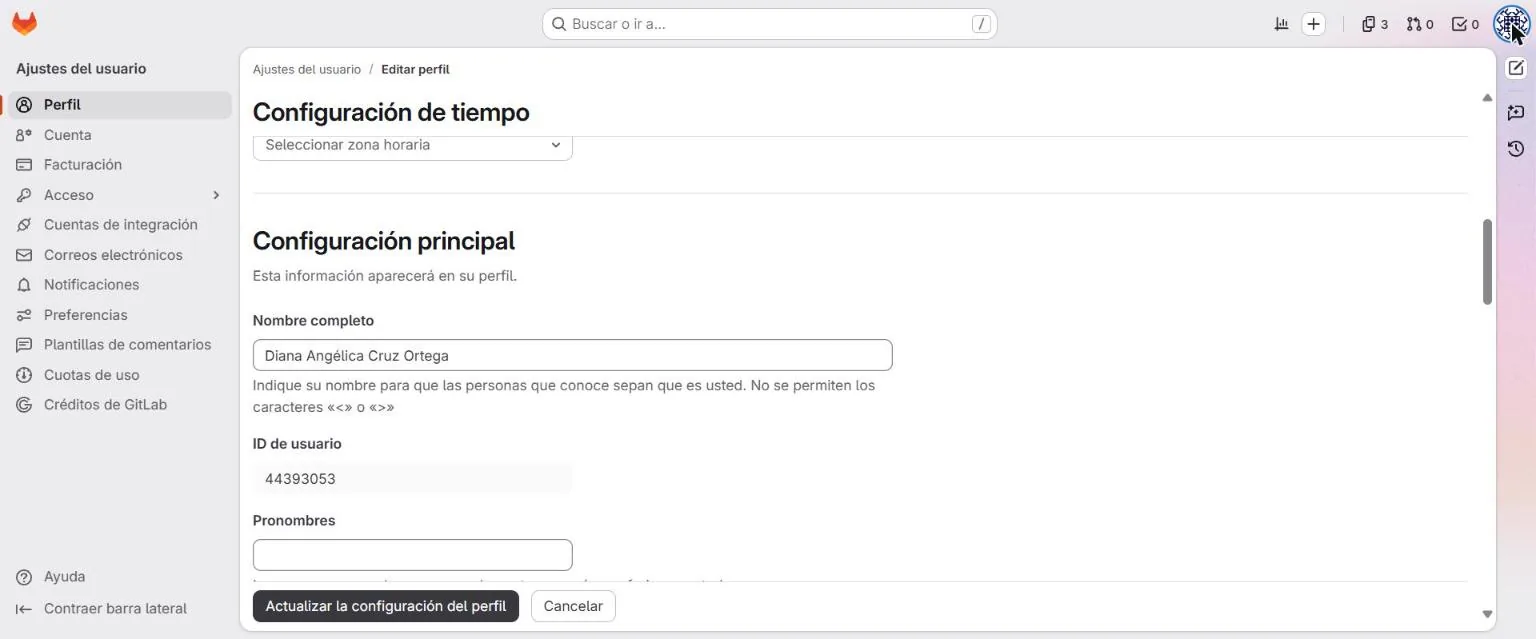 Buscar o ir a...
/
3
0
0
Ajustes del usuario
Perfil
Cuenta
Facturación
Acceso
Cuentas de integración
Correos electrónicos
Notificaciones
Preferencias
Plantillas de comentarios
Cuotas de uso
Créditos de GitLab
Ayuda
Contraer barra lateral
Ajustes del usuario / Editar perfil
Configuración de tiempo
Seleccionar zona horaria
Configuración principal
Esta información aparecerá en su perfil.
Nombre completo
Diana Angélica Cruz Ortega
Indique su nombre para que las personas que conoce sepan que es usted. No se permiten los
caracteres «<» o «>»
ID de usuario
44393053
Pronombres
Actualizar la configuración del perfil
Cancelar